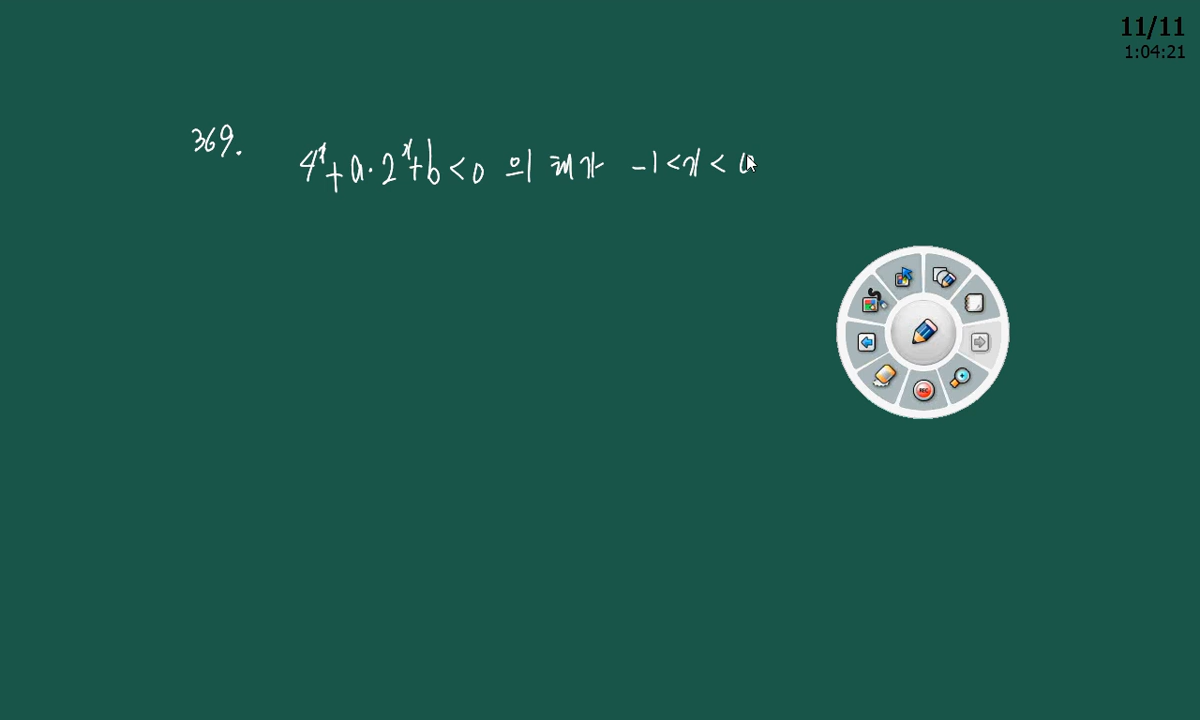 11/11
1:04:21
369. 4^x + a·2^x + b < 0 의 해가 -1 < x < 0